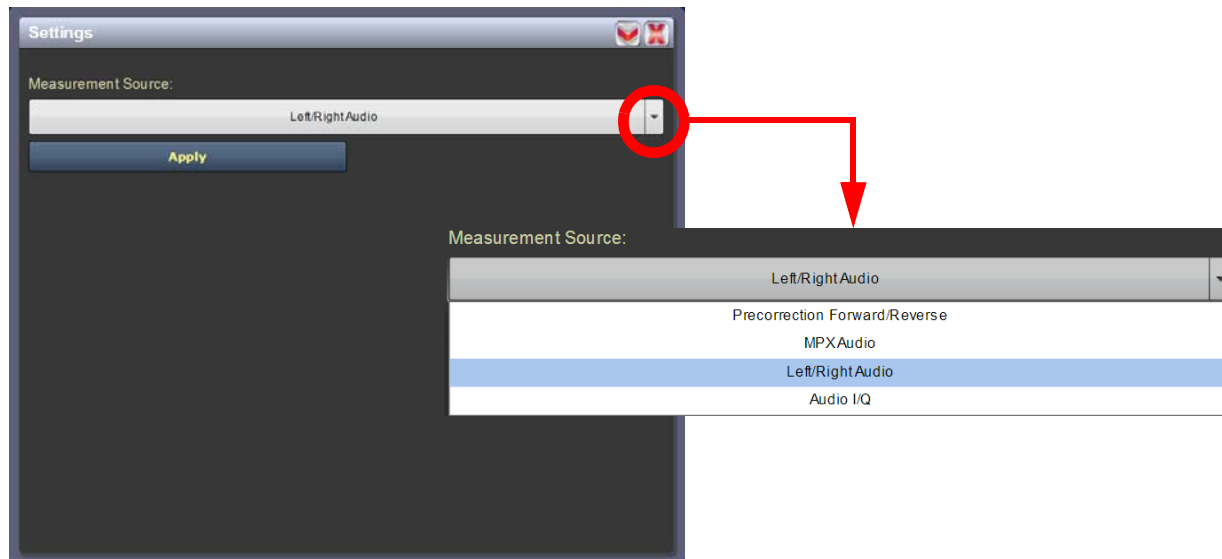 Settings
Measurement Source:
Left/Right Audio
Apply
Measurement Source:
Left/Right Audio
Precorrection Forward/Reverse
MPX Audio
Left/Right Audio
Audio I/Q